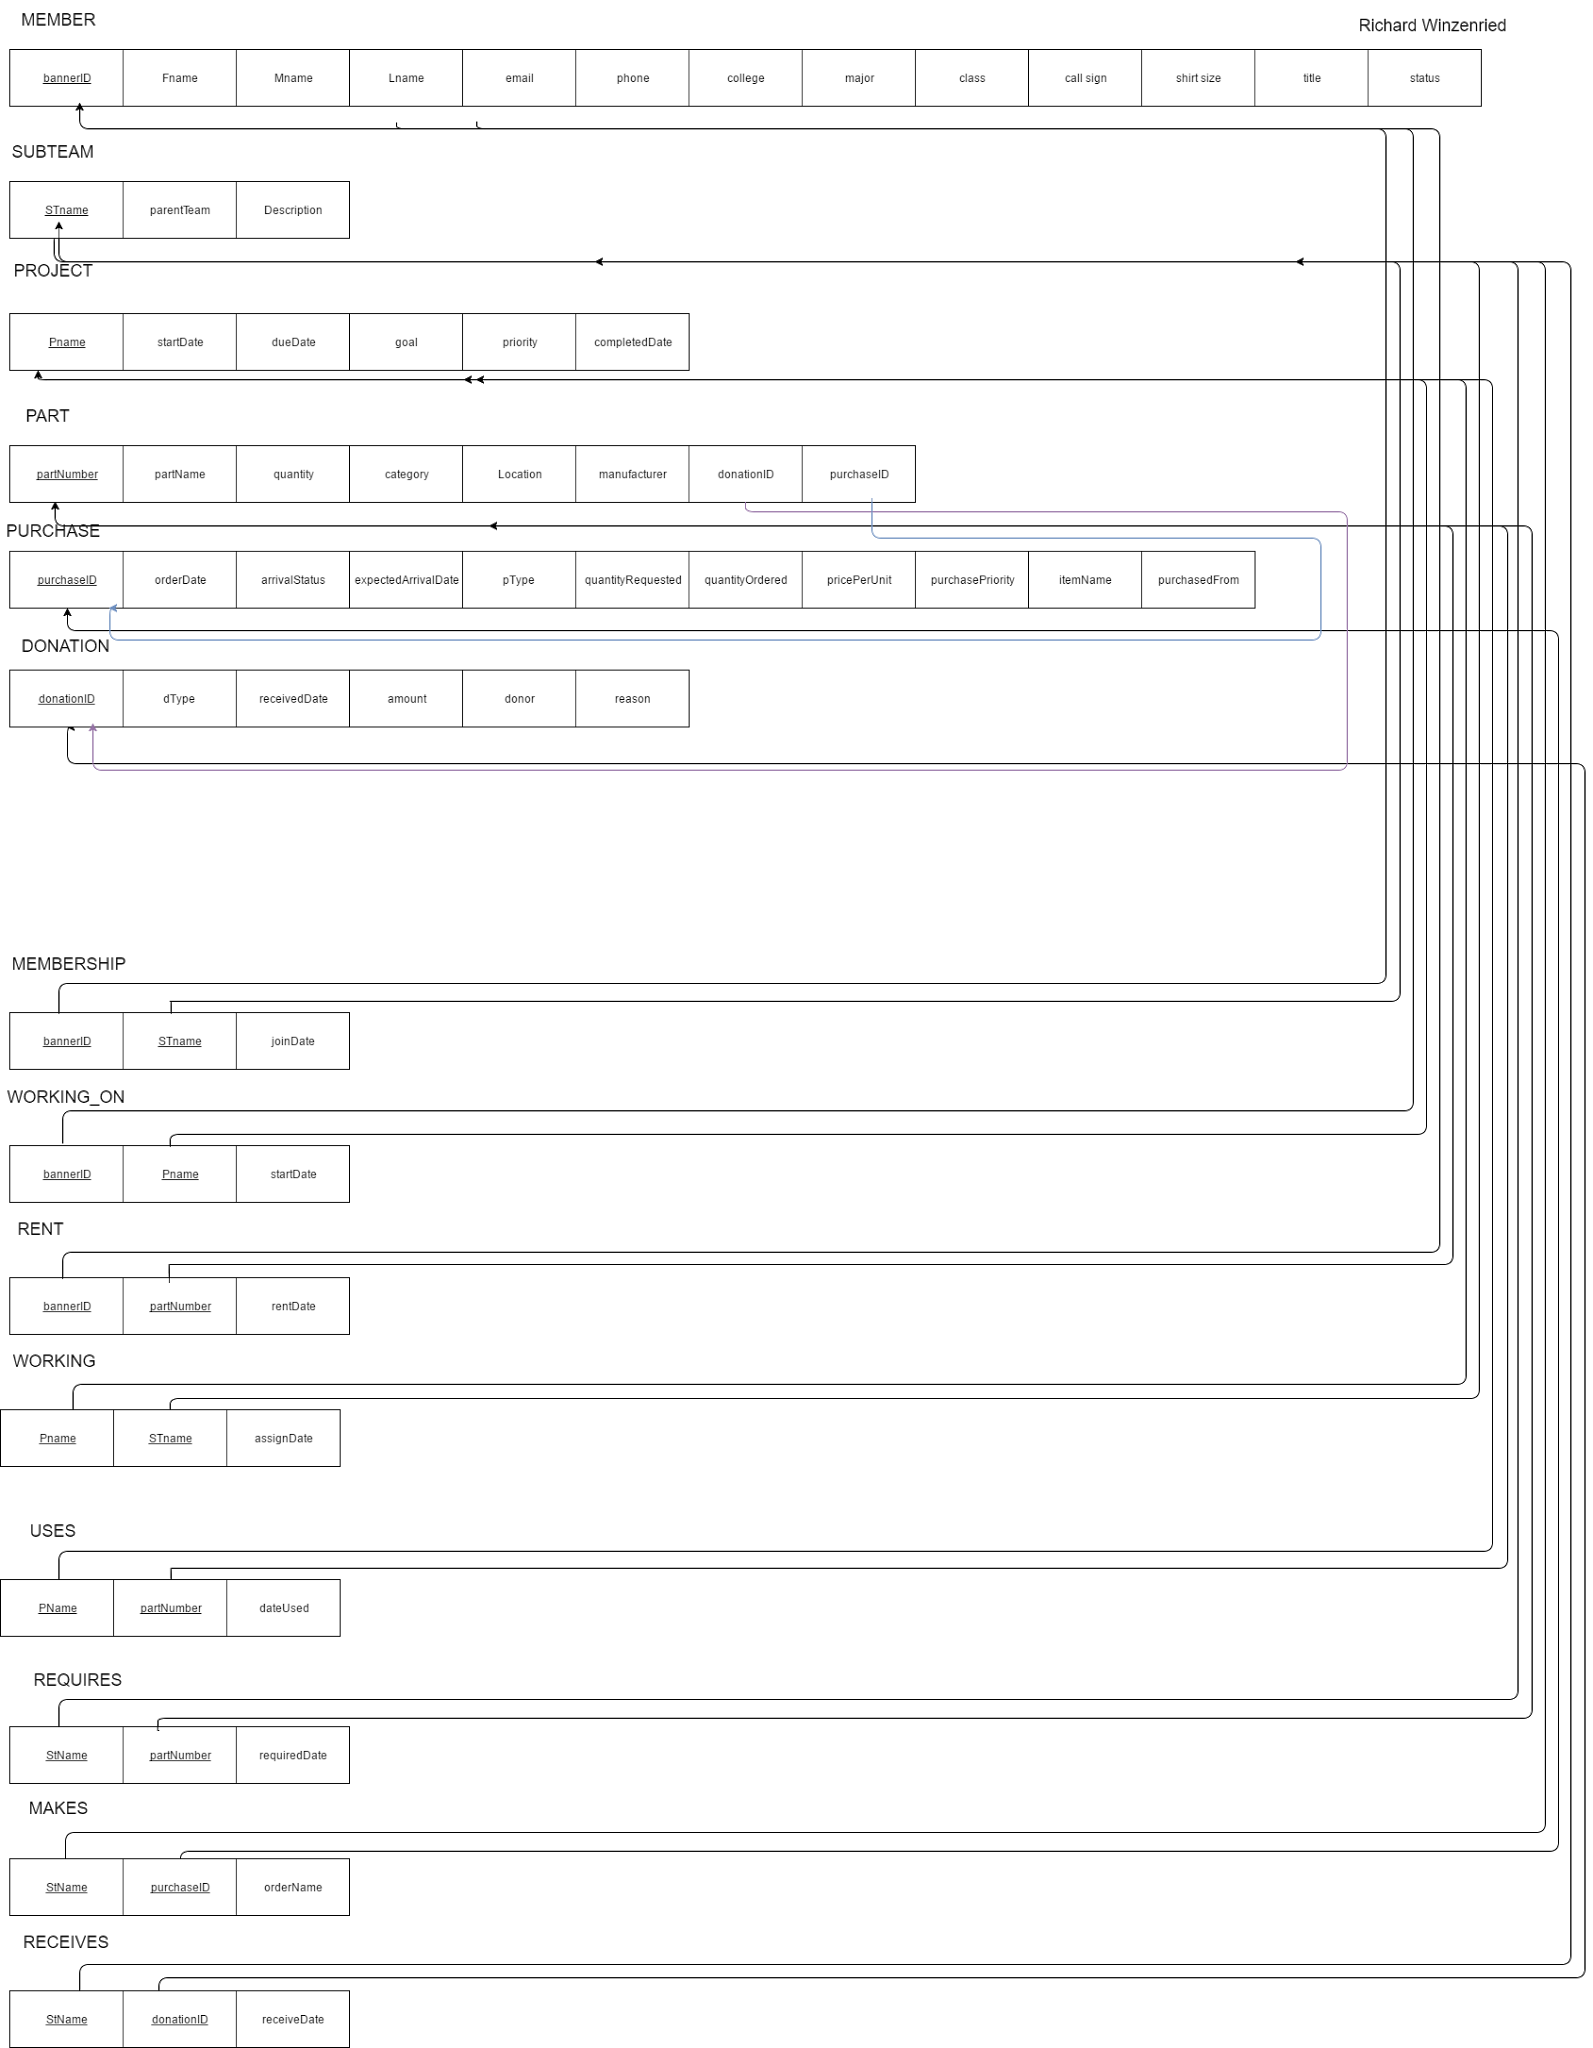 MEMBER
Richard Winzenried
bannerID Fname Mname Lname email phone college major class call sign shirt size title status
SUBTEAM
STname parentTeam Description
PROJECT
Pname startDate dueDate goal priority completedDate
PART
partNumber partName quantity category Location manufacturer donationID purchaseID
PURCHASE
purchaseID orderDate arrivalStatus expectedArrivalDate pType quantityRequested quantityOrdered pricePerUnit purchasePriority itemName purchasedFrom
DONATION
donationID dType receivedDate amount donor reason
MEMBERSHIP
bannerID STname joinDate
WORKING_ON
bannerID Pname startDate
RENT
bannerID partNumber rentDate
WORKING
Pname STname assignDate
USES
PName partNumber dateUsed
REQUIRES
StName partNumber requiredDate
MAKES
StName purchaseID orderName
RECEIVES
StName donationID receiveDate